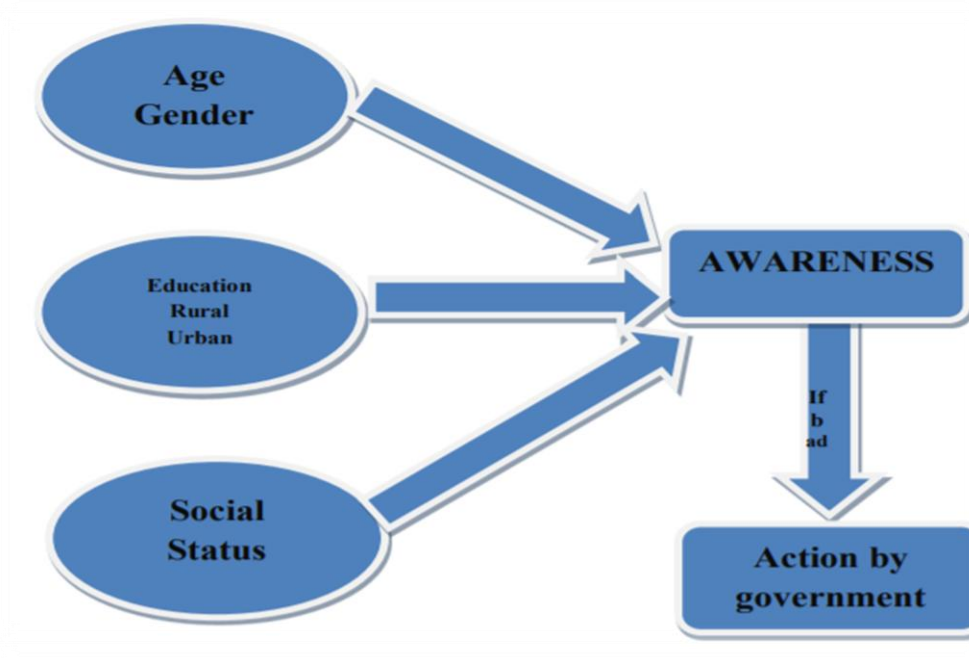 Age
Gender
Education
Rural
Urban
Social
Status
AWARENESS
If
b
ad
Action by
government